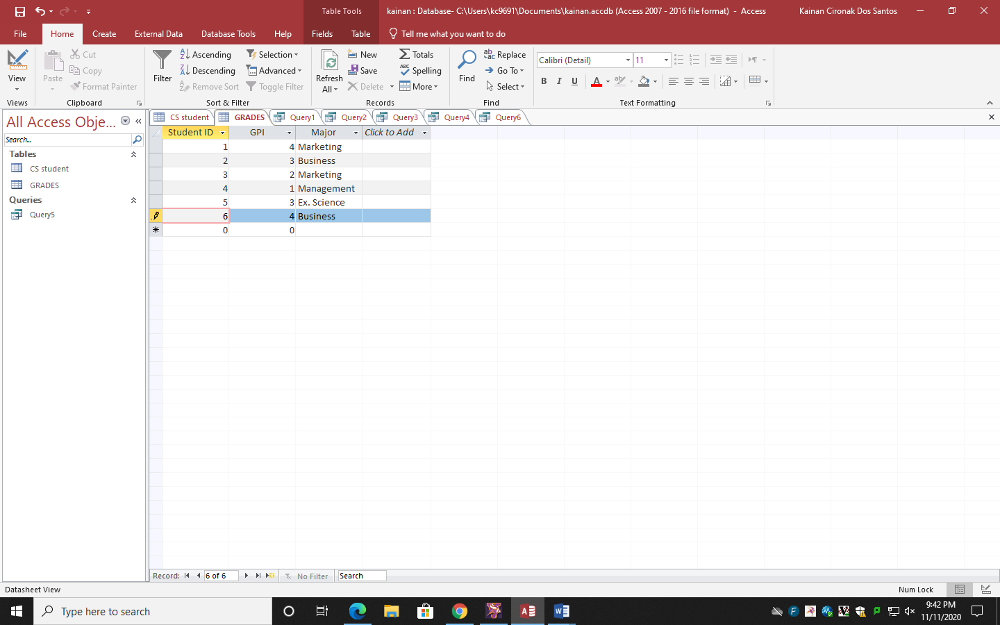 Table Tools
kainan : Database- C:\Users\kc9691\Documents\kainan.accdb (Access 2007 - 2016 file format) - Access
Kainan Cironak Dos Santos
File Home Create External Data Database Tools Help Fields Table Tell me what you want to do
View
Views
Paste
Cut
Copy
Format Painter
Clipboard
Filter
Ascending
Descending
Remove Sort
Selection
Advanced
Toggle Filter
Sort & Filter
Refresh
All
New
Save
Delete
Totals
Spelling
More
Records
Find
Replace
Go To
Select
Find
Calibri (Detail) 11
B I U A
Text Formatting
All Access Obje...
Search...
Tables
CS student
GRADES
Queries
Query5
CS student GRADES Query1 Query2 Query3 Query4 Query6
Student ID GPI Major Click to Add
1 4 Marketing
2 3 Business
3 2 Marketing
4 1 Management
5 3 Ex. Science
6 4 Business
0 0
Record: 6 of 6 No Filter Search
Datasheet View
Num Lock
Type here to search
9:42 PM
11/11/2020